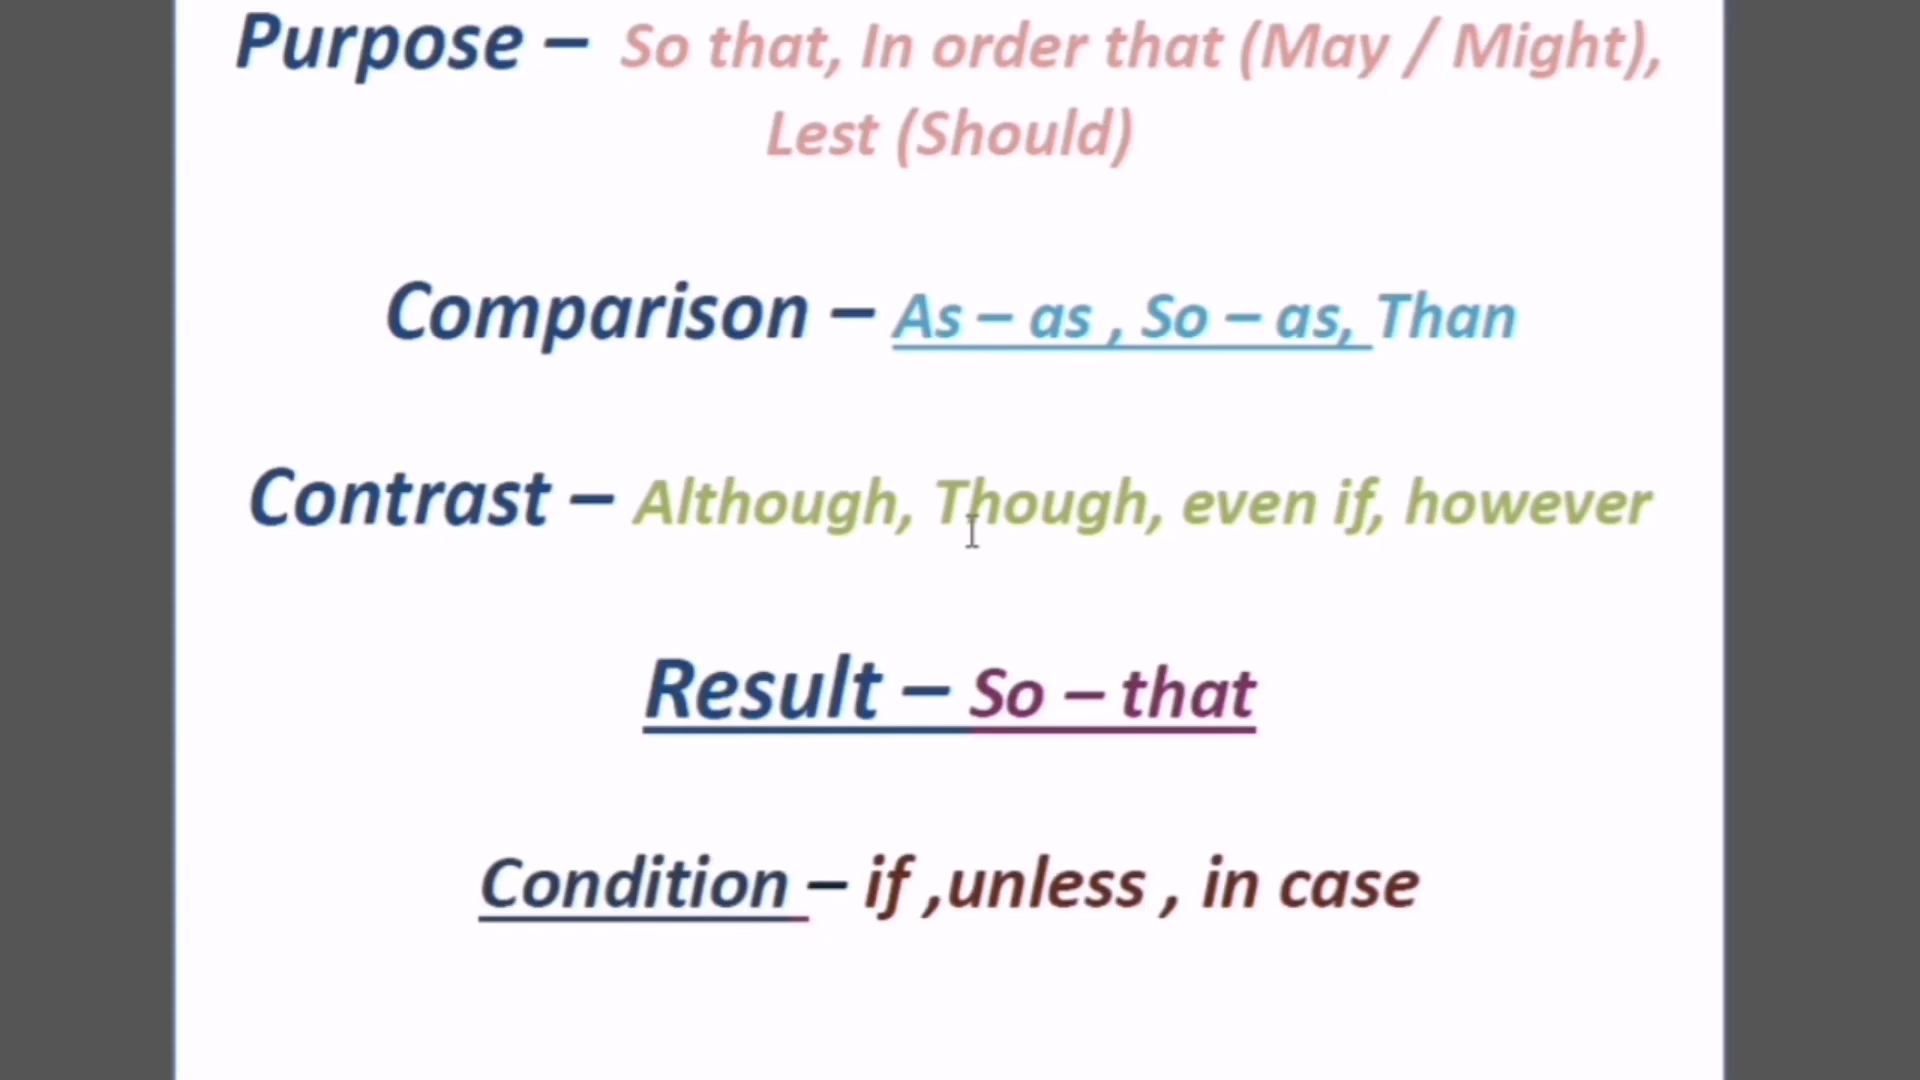 Purpose – So that, In order that (May / Might),
Lest (Should)
Comparison – As – as , So – as, Than
Contrast – Although, Though, even if, however
Result – So – that
Condition – if ,unless , in case